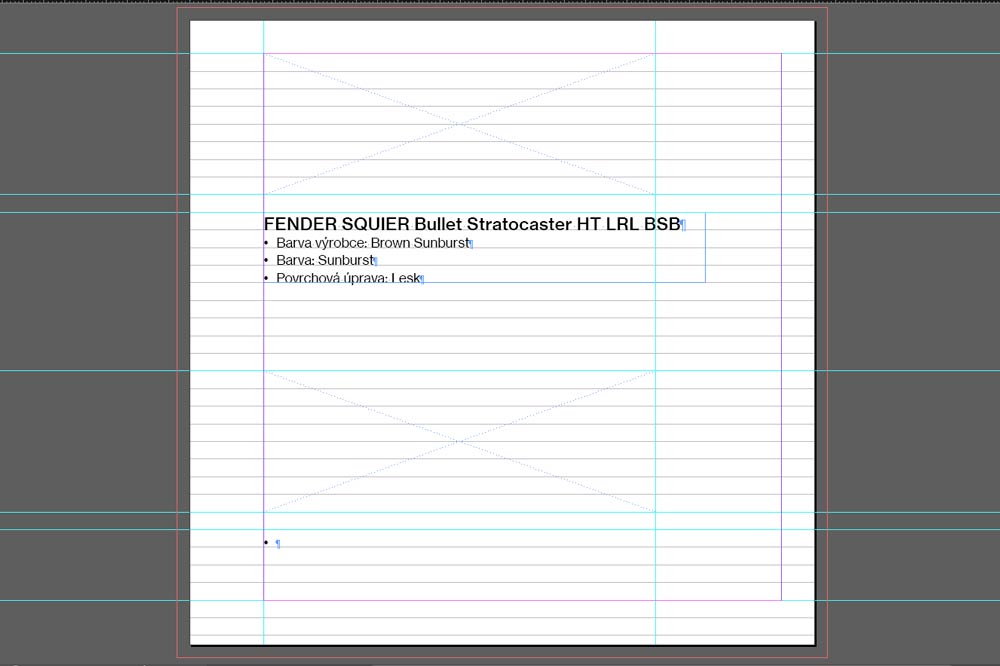 FENDER SQUIER Bullet Stratocaster HT LRL BSB¶
• Barva výrobce: Brown Sunburst¶
• Barva: Sunburst¶
• Povrchová úprava: Lesk¶
• ¶